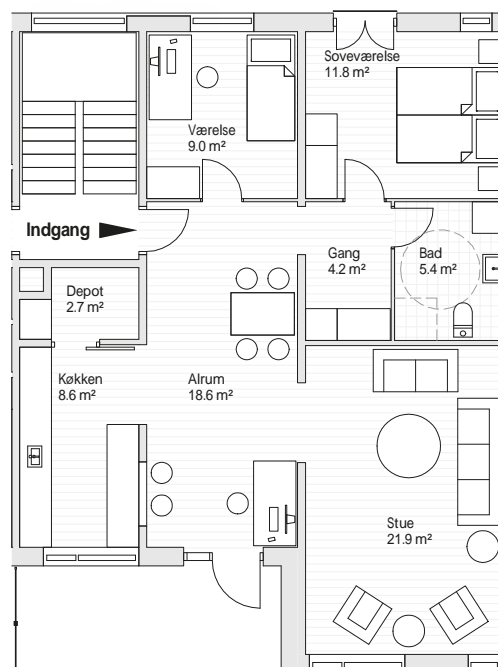 Soveværelse
11.8 m²
Værelse
9.0 m²
Indgang
Gang
4.2 m²
Bad
5.4 m²
Depot
2.7 m²
Køkken
8.6 m²
Alrum
18.6 m²
Stue
21.9 m²